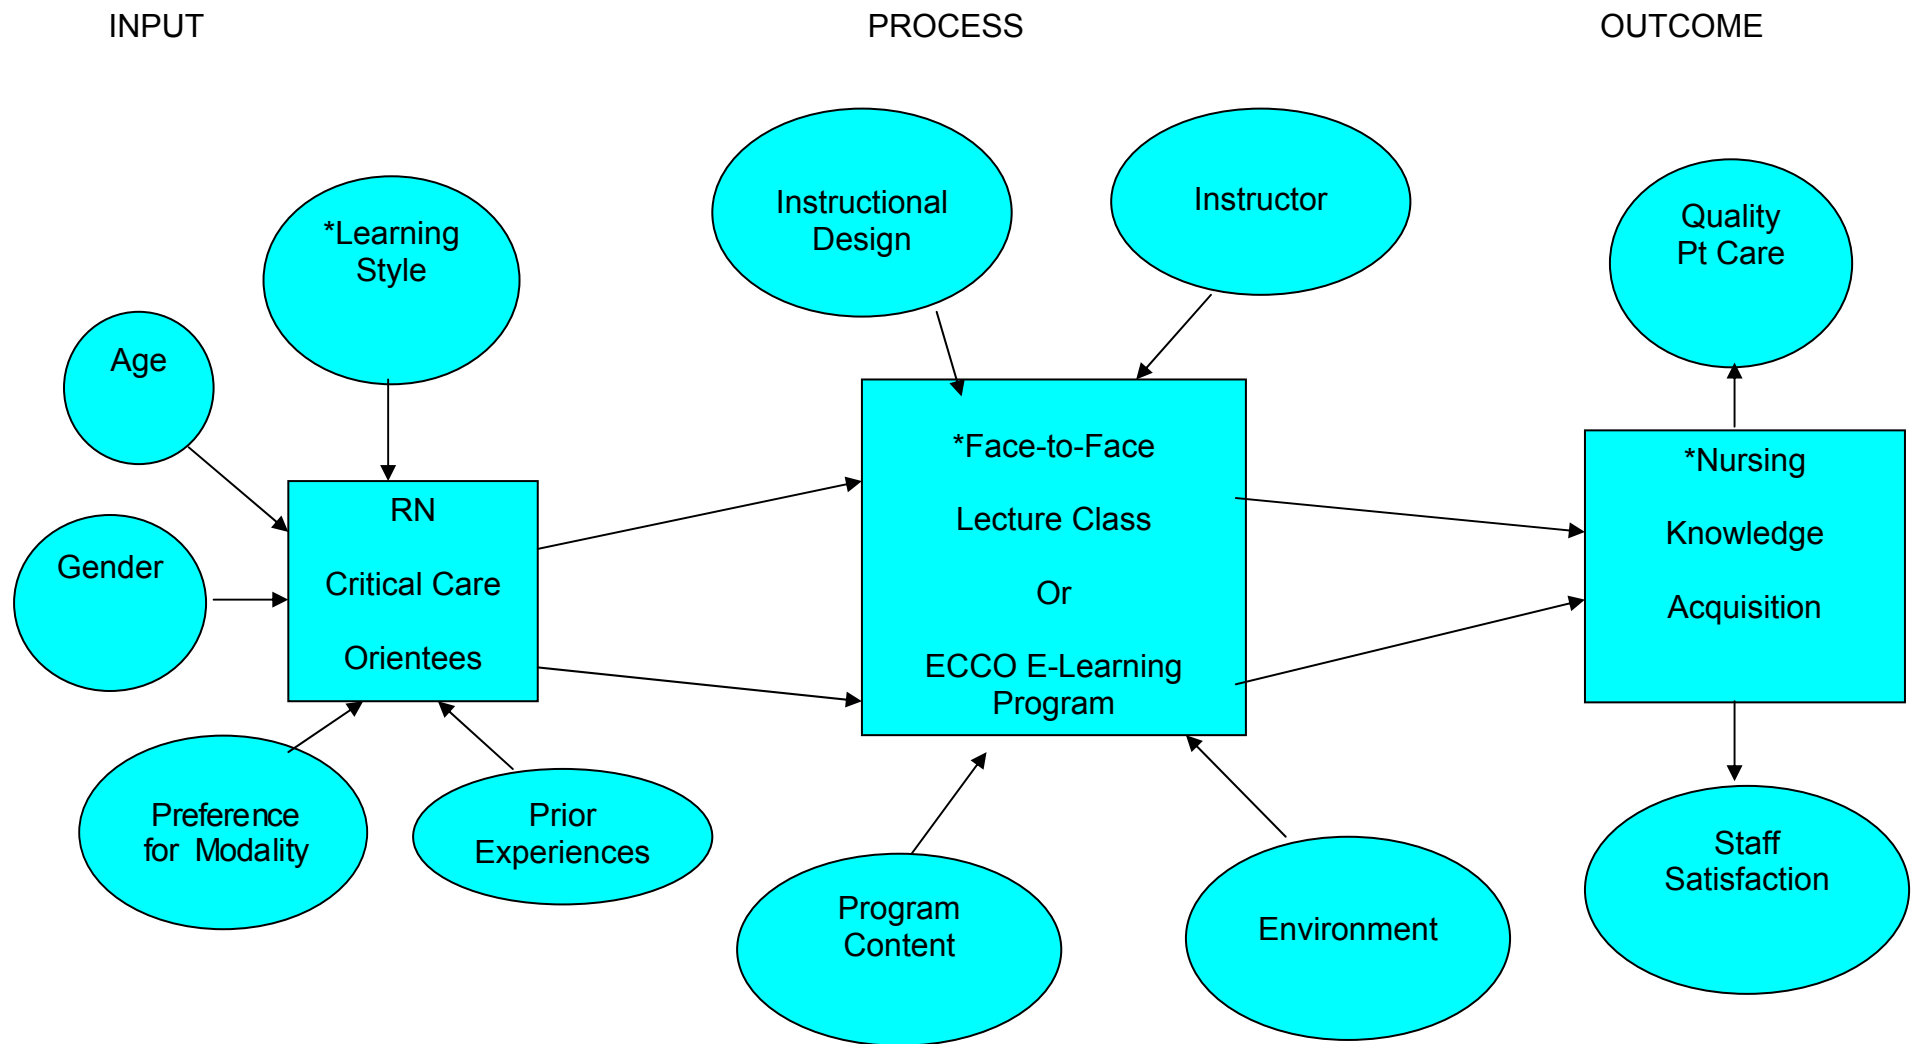 INPUT
PROCESS
OUTCOME
*Learning
Style
Age
Gender
RN
Critical Care
Orientees
Preference
for Modality
Prior
Experiences
Instructional
Design
Instructor
*Face-to-Face
Lecture Class
Or
ECCO E-Learning
Program
Program
Content
Environment
Quality
Pt Care
*Nursing
Knowledge
Acquisition
Staff
Satisfaction